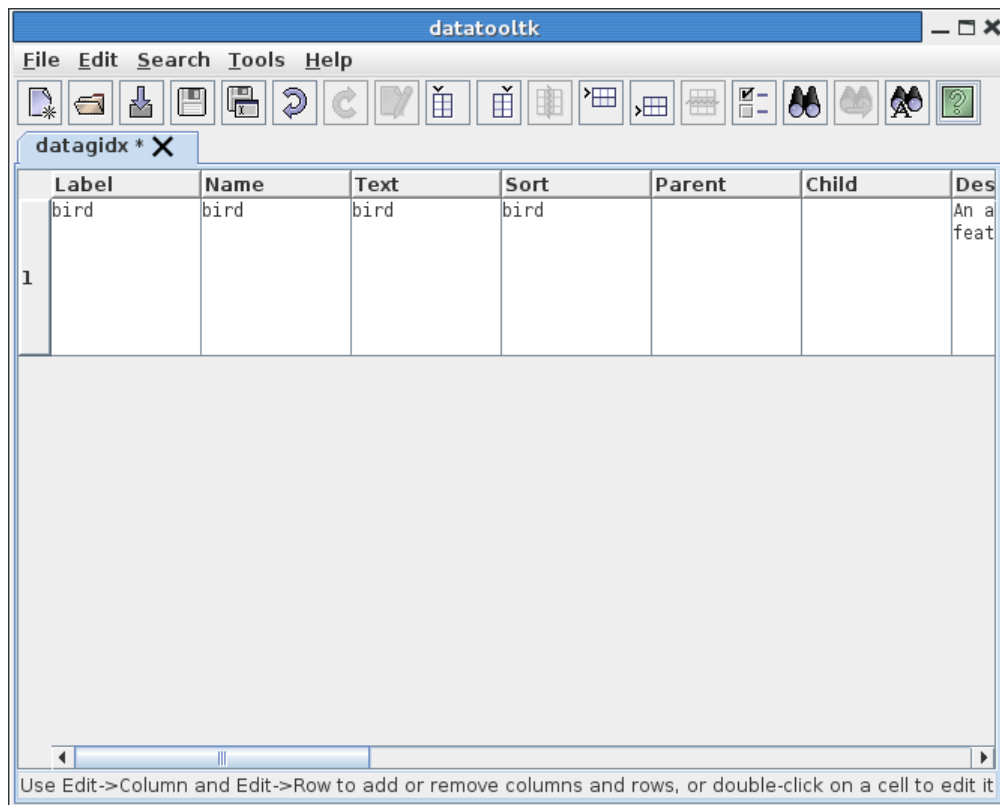 datatooltk
File Edit Search Tools Help
datagidx *
Label Name Text Sort Parent Child Des
bird bird bird bird An a
feat
1
Use Edit->Column and Edit->Row to add or remove columns and rows, or double-click on a cell to edit it